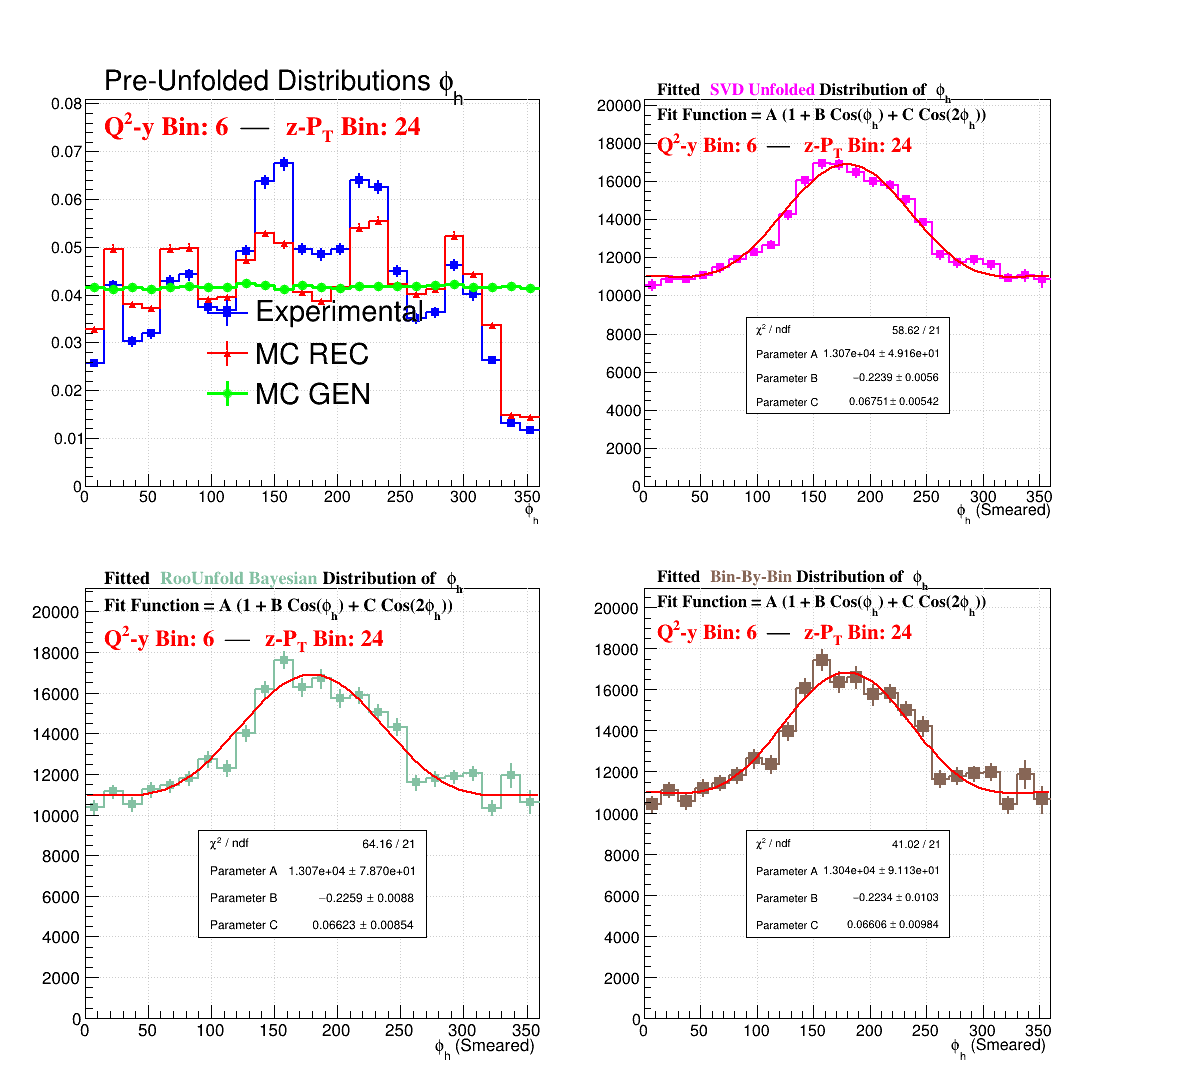 Pre-Unfolded Distributions ϕh
Q²-y Bin: 6 — z-PT Bin: 24
0.08
0.07
0.06
0.05
0.04
0.03
0.02
0.01
0
Experimental
MC REC
MC GEN
0 50 100 150 200 250 300 350
ϕh
Fitted SVD Unfolded Distribution of ϕh
Fit Function = A (1 + B Cos(ϕh) + C Cos(2ϕh))
Q²-y Bin: 6 — z-PT Bin: 24
20000
18000
16000
14000
12000
10000
8000
6000
4000
2000
0
χ² / ndf 58.62 / 21
Parameter A 1.307e+04 ± 4.916e+01
Parameter B −0.2239 ± 0.0056
Parameter C 0.06751 ± 0.00542
0 50 100 150 200 250 300 350
ϕh (Smeared)
Fitted RooUnfold Bayesian Distribution of ϕh
Fit Function = A (1 + B Cos(ϕh) + C Cos(2ϕh))
Q²-y Bin: 6 — z-PT Bin: 24
20000
18000
16000
14000
12000
10000
8000
6000
4000
2000
0
χ² / ndf 64.16 / 21
Parameter A 1.307e+04 ± 7.870e+01
Parameter B −0.2259 ± 0.0088
Parameter C 0.06623 ± 0.00854
0 50 100 150 200 250 300 350
ϕh (Smeared)
Fitted Bin-By-Bin Distribution of ϕh
Fit Function = A (1 + B Cos(ϕh) + C Cos(2ϕh))
Q²-y Bin: 6 — z-PT Bin: 24
20000
18000
16000
14000
12000
10000
8000
6000
4000
2000
0
χ² / ndf 41.02 / 21
Parameter A 1.304e+04 ± 9.113e+01
Parameter B −0.2234 ± 0.0103
Parameter C 0.06606 ± 0.00984
0 50 100 150 200 250 300 350
ϕh (Smeared)